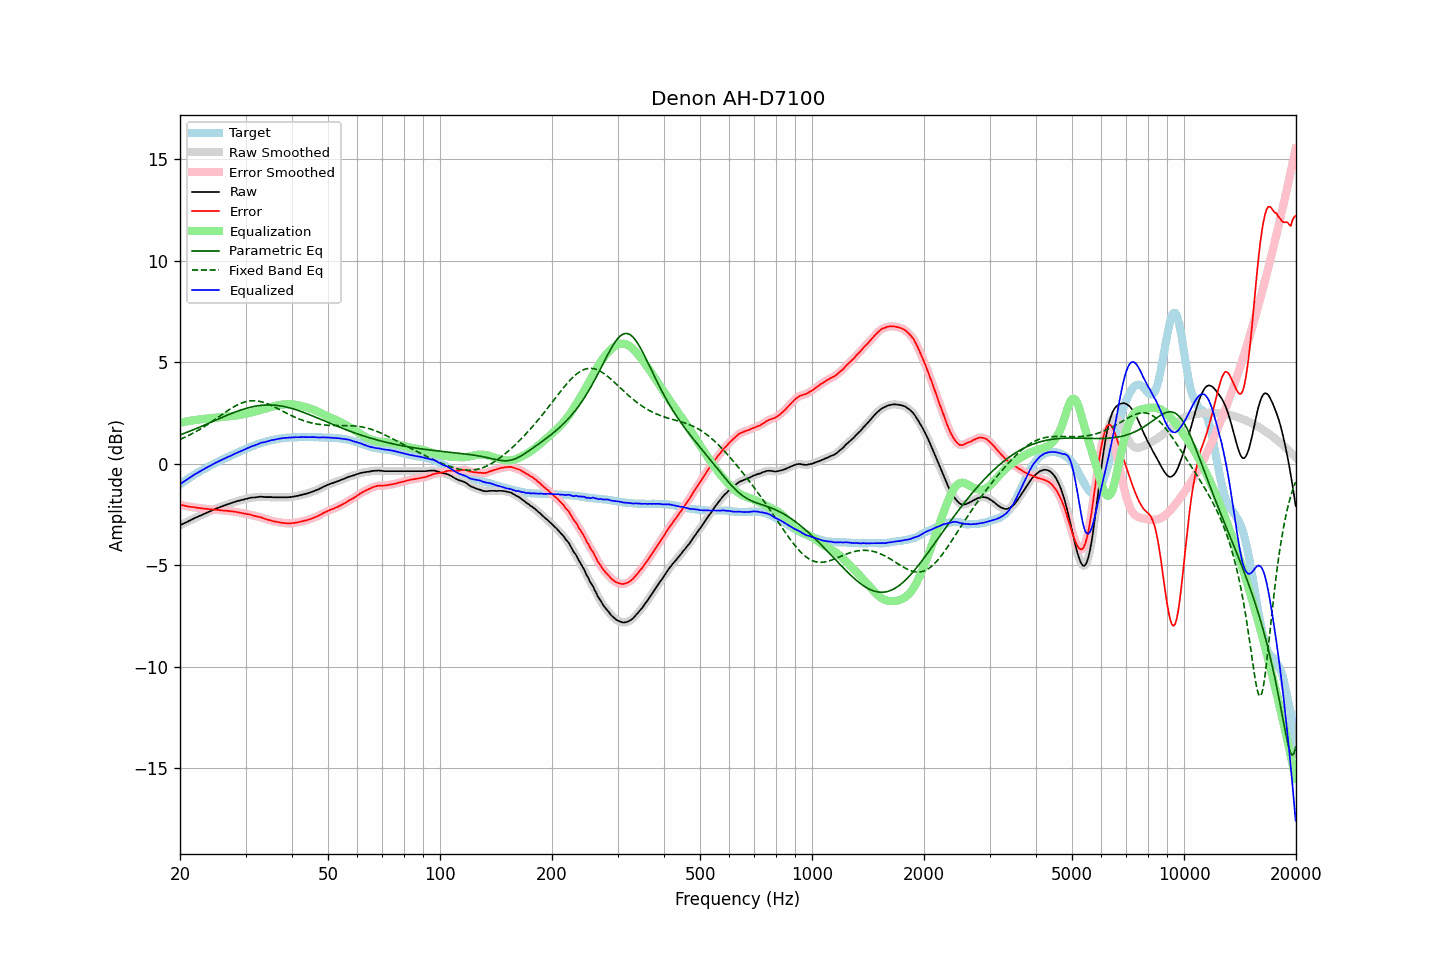 Denon AH-D7100
Target
Raw Smoothed
Error Smoothed
Raw
Error
Equalization
Parametric Eq
Fixed Band Eq
Equalized
15
10
5
0
−5
−10
−15
Amplitude (dBr)
20
50
100
200
500
1000
2000
5000
10000
20000
Frequency (Hz)